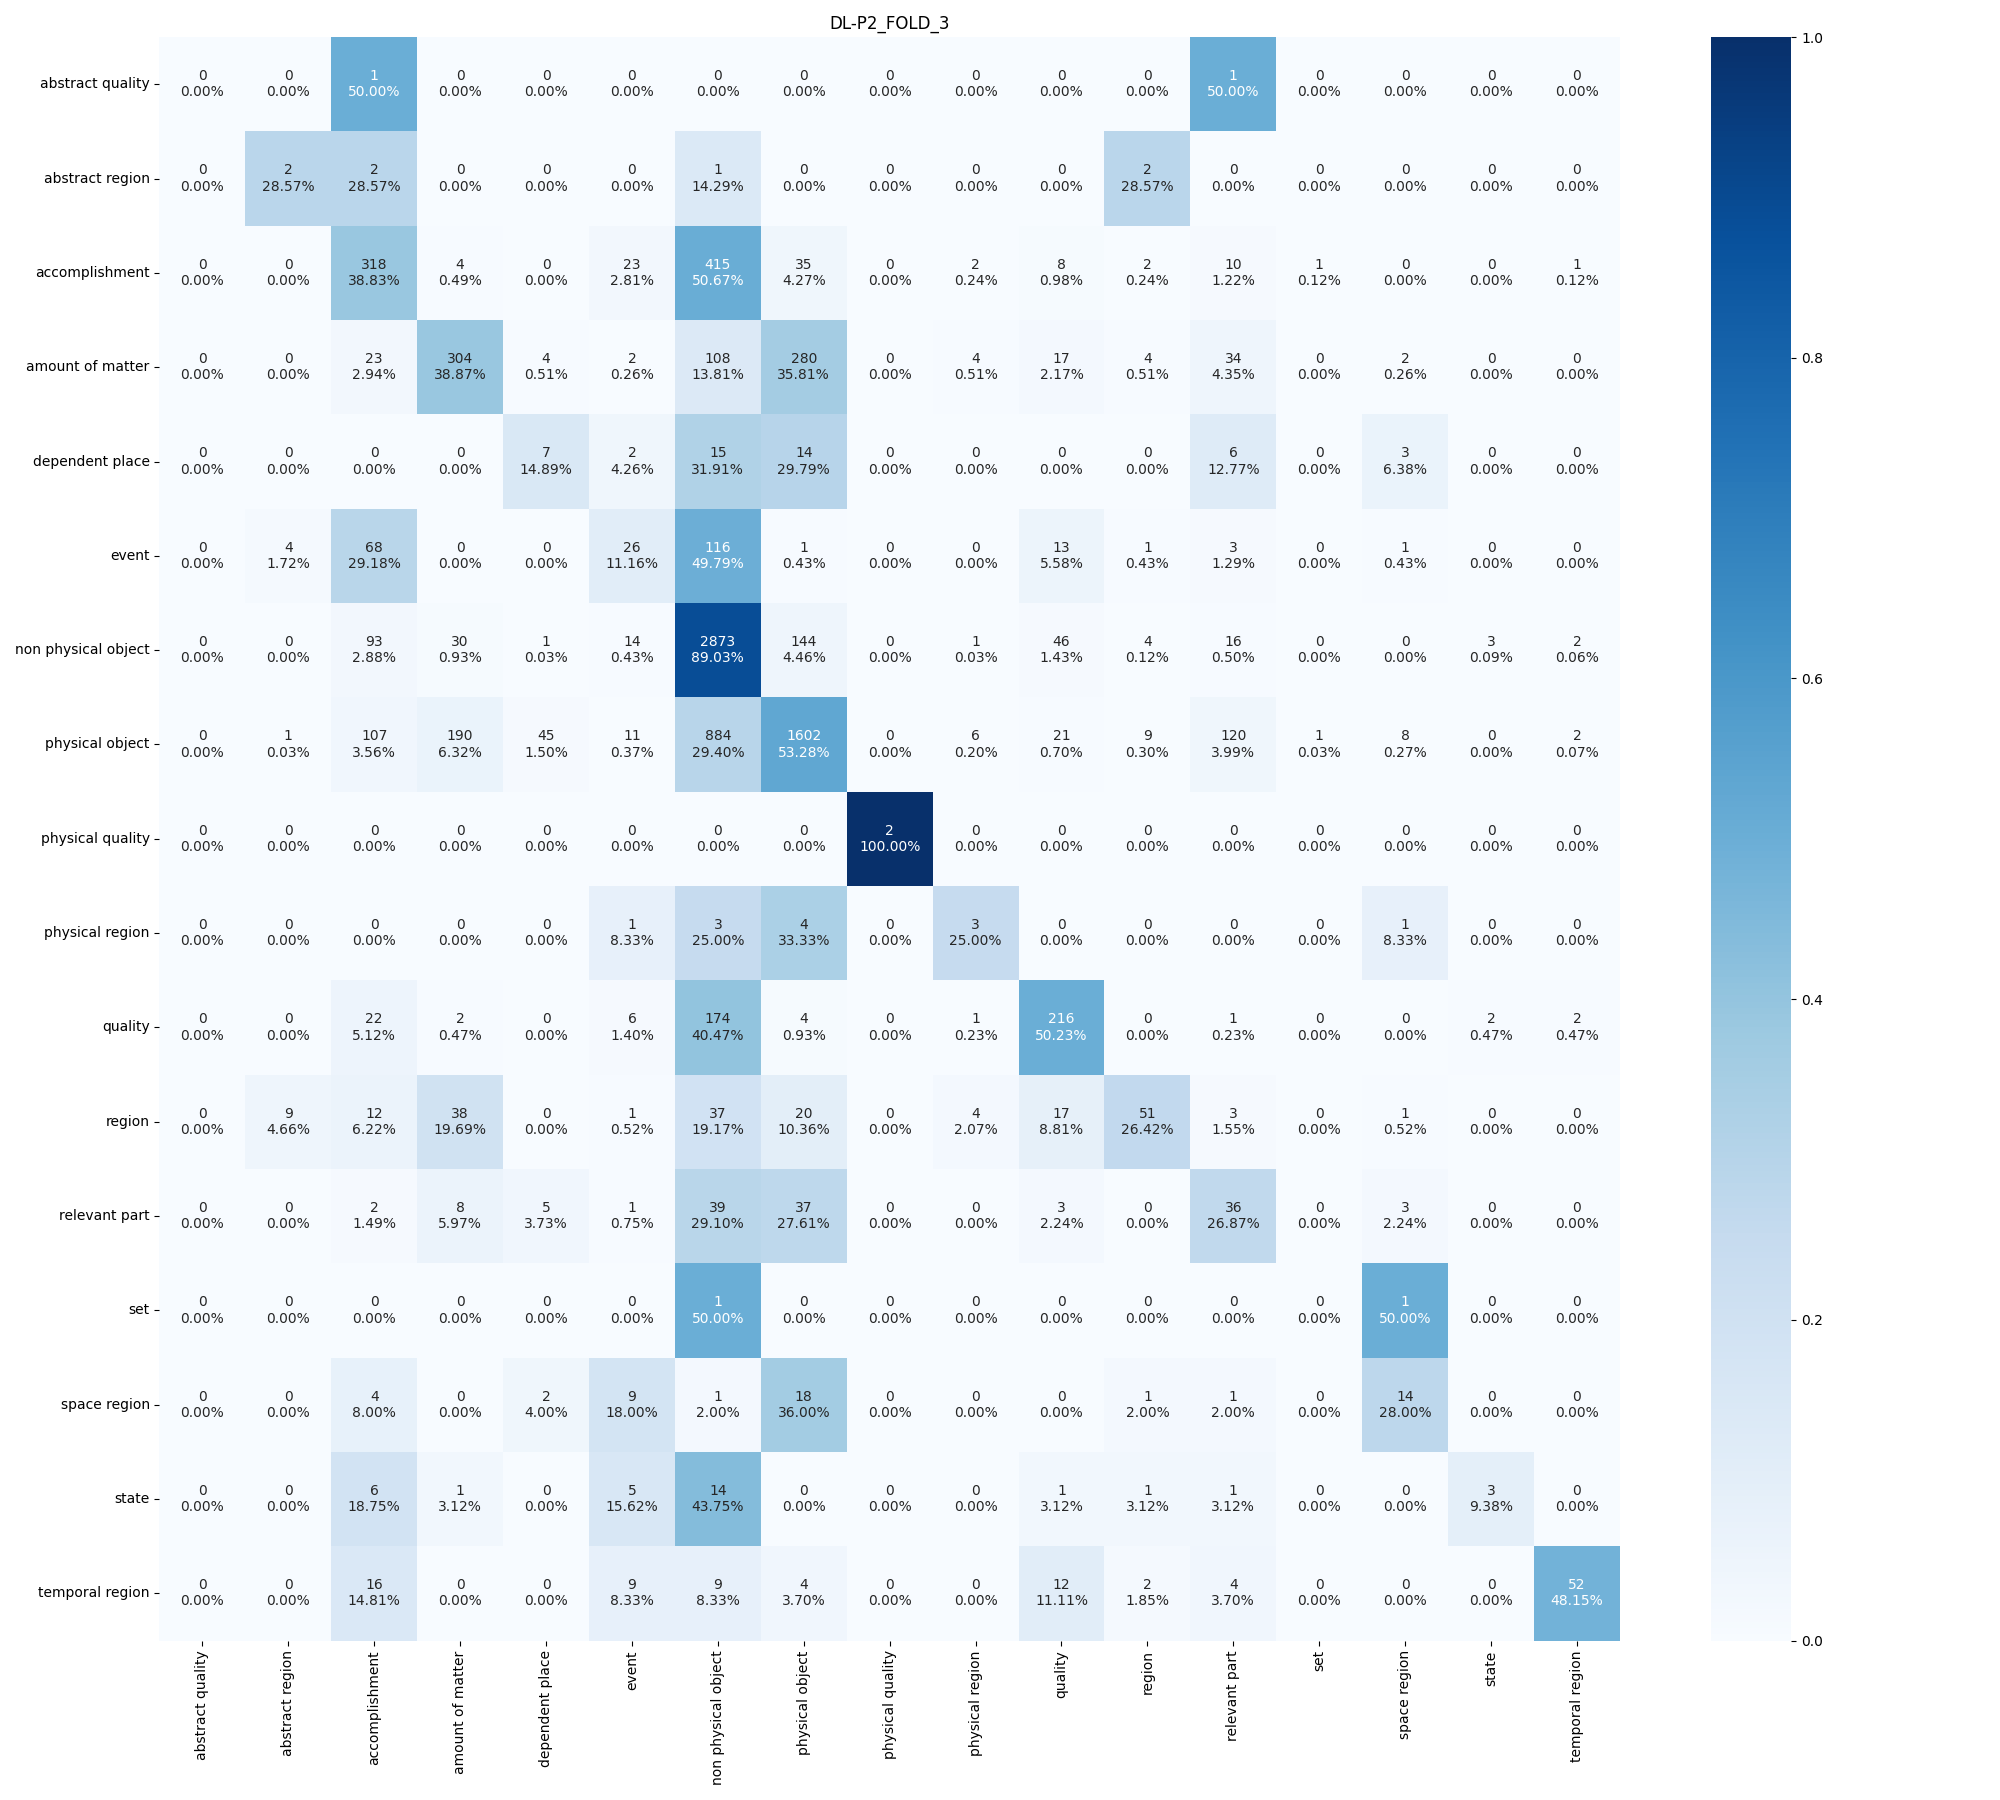 DL-P2_FOLD_3
abstract quality
0 0 1 0 0 0 0 0 0 0 0 0 1 0 0 0 0
0.00% 0.00% 50.00% 0.00% 0.00% 0.00% 0.00% 0.00% 0.00% 0.00% 0.00% 0.00% 50.00% 0.00% 0.00% 0.00% 0.00%
abstract region
0 2 2 0 0 0 1 0 0 0 0 2 0 0 0 0 0
0.00% 28.57% 28.57% 0.00% 0.00% 0.00% 14.29% 0.00% 0.00% 0.00% 0.00% 28.57% 0.00% 0.00% 0.00% 0.00% 0.00%
accomplishment
0 0 318 4 0 23 415 35 0 2 8 2 10 1 0 0 1
0.00% 0.00% 38.83% 0.49% 0.00% 2.81% 50.67% 4.27% 0.00% 0.24% 0.98% 0.24% 1.22% 0.12% 0.00% 0.00% 0.12%
amount of matter
0 0 23 304 4 2 108 280 0 4 17 4 34 0 2 0 0
0.00% 0.00% 2.94% 38.87% 0.51% 0.26% 13.81% 35.81% 0.00% 0.51% 2.17% 0.51% 4.35% 0.00% 0.26% 0.00% 0.00%
dependent place
0 0 0 0 7 2 15 14 0 0 0 0 6 0 3 0 0
0.00% 0.00% 0.00% 0.00% 14.89% 4.26% 31.91% 29.79% 0.00% 0.00% 0.00% 0.00% 12.77% 0.00% 6.38% 0.00% 0.00%
event
0 4 68 0 0 26 116 1 0 0 13 1 3 0 1 0 0
0.00% 1.72% 29.18% 0.00% 0.00% 11.16% 49.79% 0.43% 0.00% 0.00% 5.58% 0.43% 1.29% 0.00% 0.43% 0.00% 0.00%
non physical object
0 0 93 30 1 14 2873 144 0 1 46 4 16 0 0 3 2
0.00% 0.00% 2.88% 0.93% 0.03% 0.43% 89.03% 4.46% 0.00% 0.03% 1.43% 0.12% 0.50% 0.00% 0.00% 0.09% 0.06%
physical object
0 1 107 190 45 11 884 1602 0 6 21 9 120 1 8 0 2
0.00% 0.03% 3.56% 6.32% 1.50% 0.37% 29.40% 53.28% 0.00% 0.20% 0.70% 0.30% 3.99% 0.03% 0.27% 0.00% 0.07%
physical quality
0 0 0 0 0 0 0 0 2 0 0 0 0 0 0 0 0
0.00% 0.00% 0.00% 0.00% 0.00% 0.00% 0.00% 0.00% 100.00% 0.00% 0.00% 0.00% 0.00% 0.00% 0.00% 0.00% 0.00%
physical region
0 0 0 0 0 1 3 4 0 3 0 0 0 0 1 0 0
0.00% 0.00% 0.00% 0.00% 0.00% 8.33% 25.00% 33.33% 0.00% 25.00% 0.00% 0.00% 0.00% 0.00% 8.33% 0.00% 0.00%
quality
0 0 22 2 0 6 174 4 0 1 216 0 1 0 0 2 2
0.00% 0.00% 5.12% 0.47% 0.00% 1.40% 40.47% 0.93% 0.00% 0.23% 50.23% 0.00% 0.23% 0.00% 0.00% 0.47% 0.47%
region
0 9 12 38 0 1 37 20 0 4 17 51 3 0 1 0 0
0.00% 4.66% 6.22% 19.69% 0.00% 0.52% 19.17% 10.36% 0.00% 2.07% 8.81% 26.42% 1.55% 0.00% 0.52% 0.00% 0.00%
relevant part
0 0 2 8 5 1 39 37 0 0 3 0 36 0 3 0 0
0.00% 0.00% 1.49% 5.97% 3.73% 0.75% 29.10% 27.61% 0.00% 0.00% 2.24% 0.00% 26.87% 0.00% 2.24% 0.00% 0.00%
set
0 0 0 0 0 0 1 0 0 0 0 0 0 0 1 0 0
0.00% 0.00% 0.00% 0.00% 0.00% 0.00% 50.00% 0.00% 0.00% 0.00% 0.00% 0.00% 0.00% 0.00% 50.00% 0.00% 0.00%
space region
0 0 4 0 2 9 1 18 0 0 0 1 1 0 14 0 0
0.00% 0.00% 8.00% 0.00% 4.00% 18.00% 2.00% 36.00% 0.00% 0.00% 0.00% 2.00% 2.00% 0.00% 28.00% 0.00% 0.00%
state
0 0 6 1 0 5 14 0 0 0 1 1 1 0 0 3 0
0.00% 0.00% 18.75% 3.12% 0.00% 15.62% 43.75% 0.00% 0.00% 0.00% 3.12% 3.12% 3.12% 0.00% 0.00% 9.38% 0.00%
temporal region
0 0 16 0 0 9 9 4 0 0 12 2 4 0 0 0 52
0.00% 0.00% 14.81% 0.00% 0.00% 8.33% 8.33% 3.70% 0.00% 0.00% 11.11% 1.85% 3.70% 0.00% 0.00% 0.00% 48.15%
abstract quality
abstract region
accomplishment
amount of matter
dependent place
event
non physical object
physical object
physical quality
physical region
quality
region
relevant part
set
space region
state
temporal region
1.0
0.8
0.6
0.4
0.2
0.0